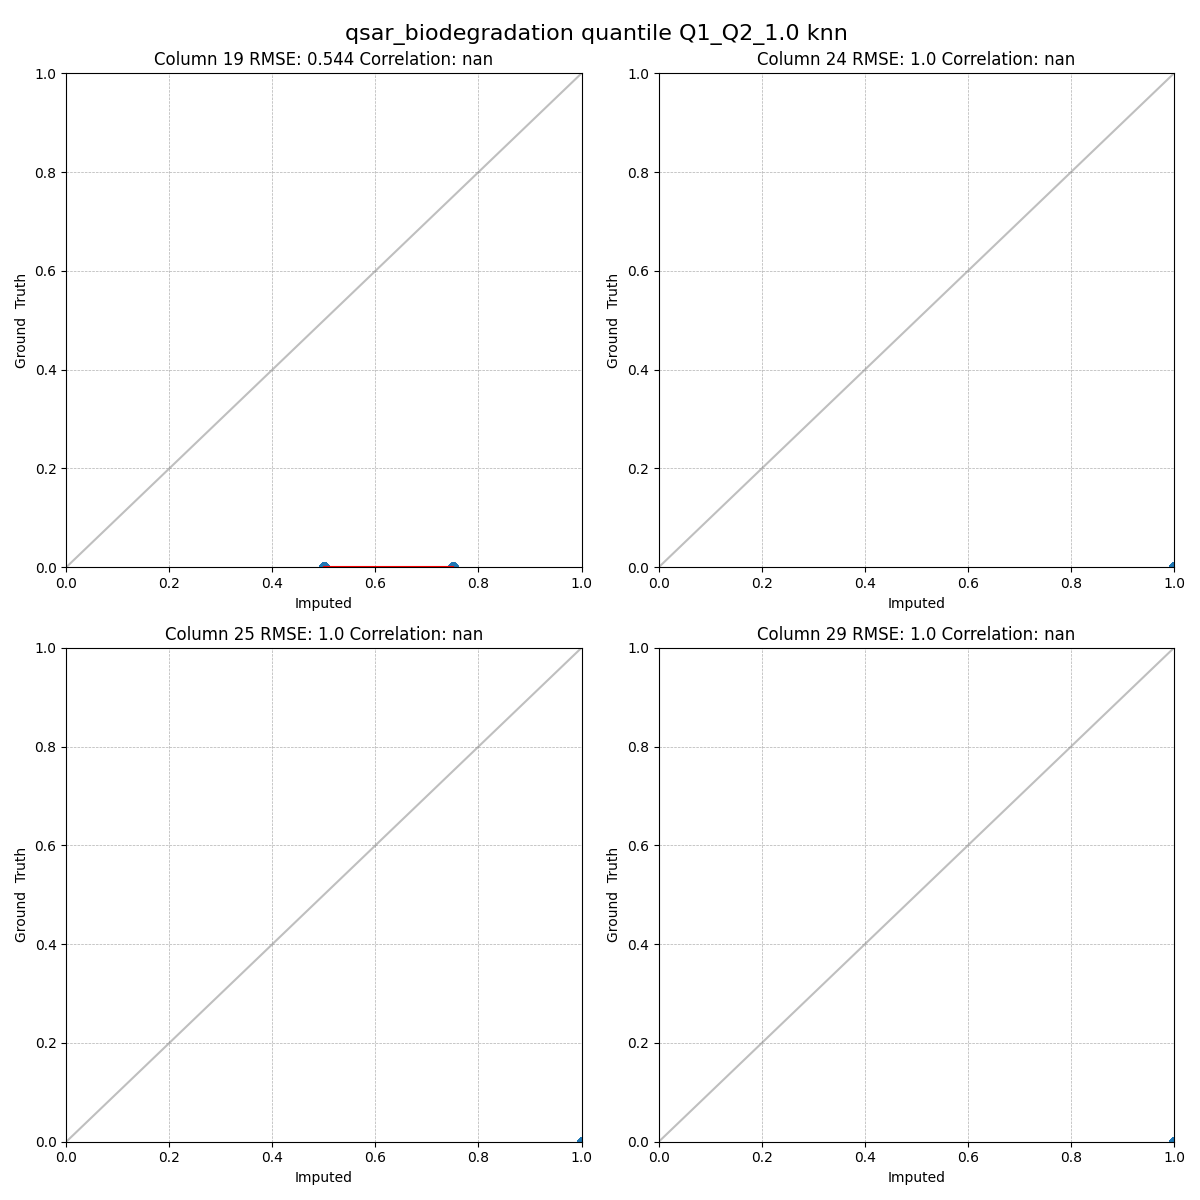 qsar_biodegradation quantile Q1_Q2_1.0 knn
Column 19 RMSE: 0.544 Correlation: nan
1.0
0.8
0.6
0.4
0.2
0.0
Ground Truth
0.0 0.2 0.4 0.6 0.8 1.0
Imputed
Column 24 RMSE: 1.0 Correlation: nan
1.0
0.8
0.6
0.4
0.2
0.0
Ground Truth
0.0 0.2 0.4 0.6 0.8 1.0
Imputed
Column 25 RMSE: 1.0 Correlation: nan
1.0
0.8
0.6
0.4
0.2
0.0
Ground Truth
0.0 0.2 0.4 0.6 0.8 1.0
Imputed
Column 29 RMSE: 1.0 Correlation: nan
1.0
0.8
0.6
0.4
0.2
0.0
Ground Truth
0.0 0.2 0.4 0.6 0.8 1.0
Imputed